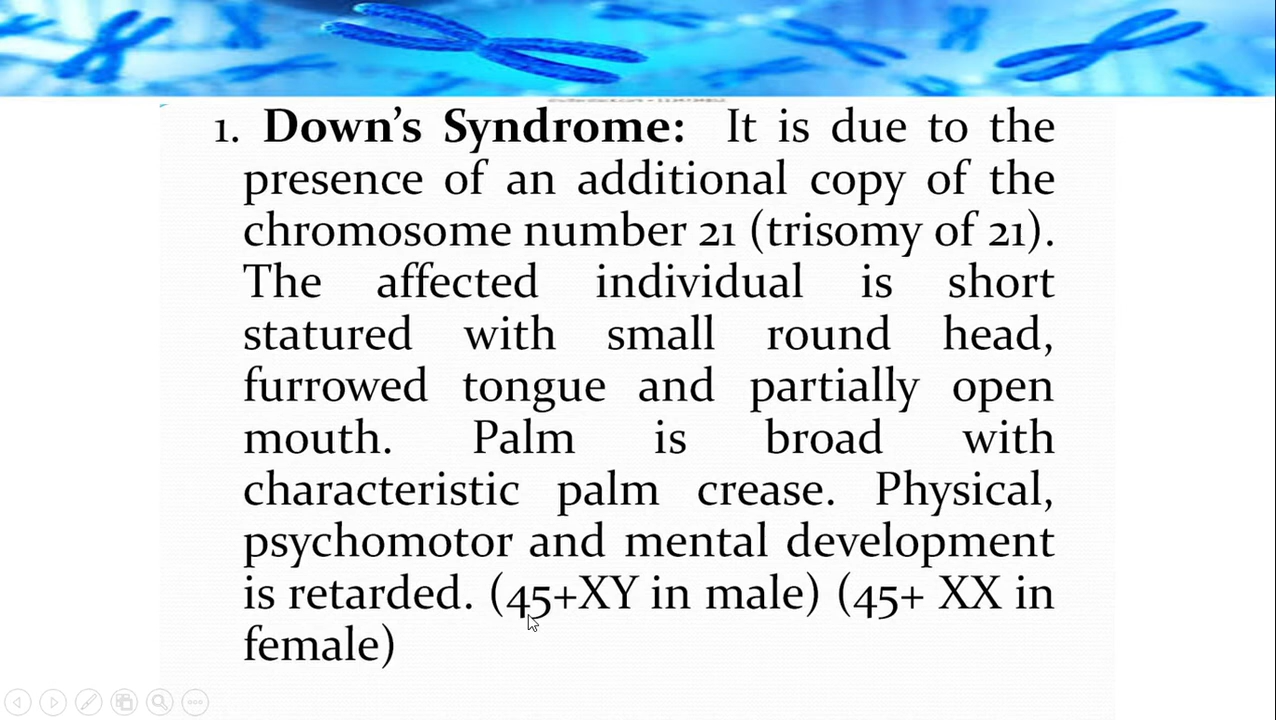 1. Down’s Syndrome: It is due to the
presence of an additional copy of the
chromosome number 21 (trisomy of 21).
The affected individual is short
statured with small round head,
furrowed tongue and partially open
mouth. Palm is broad with
characteristic palm crease. Physical,
psychomotor and mental development
is retarded. (45+XY in male) (45+ XX in
female)